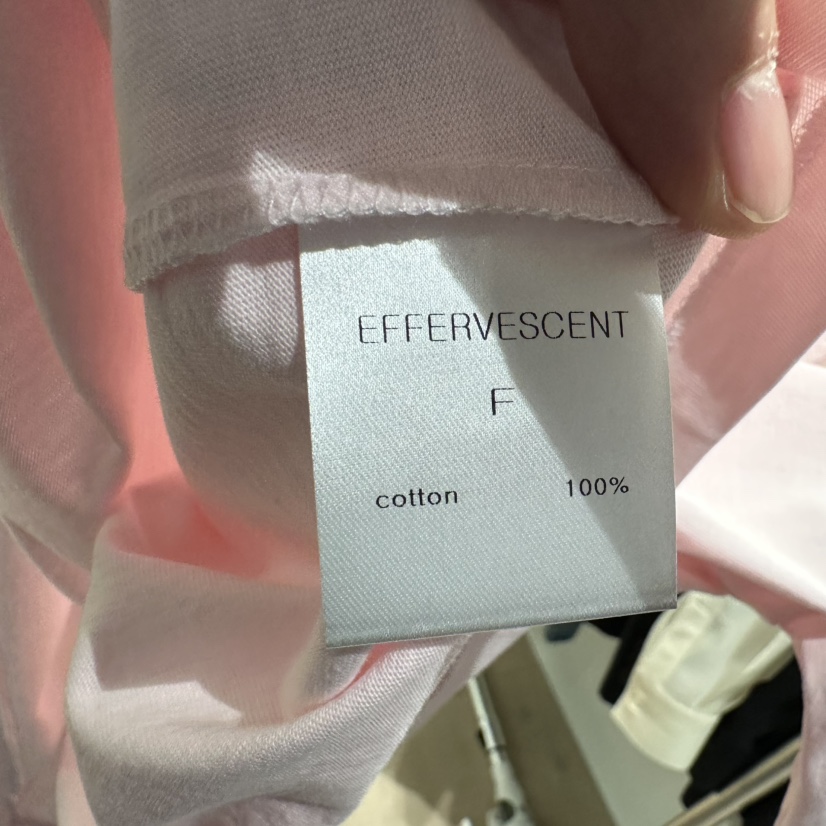 EFFERVESCENT
F
cotton 100%